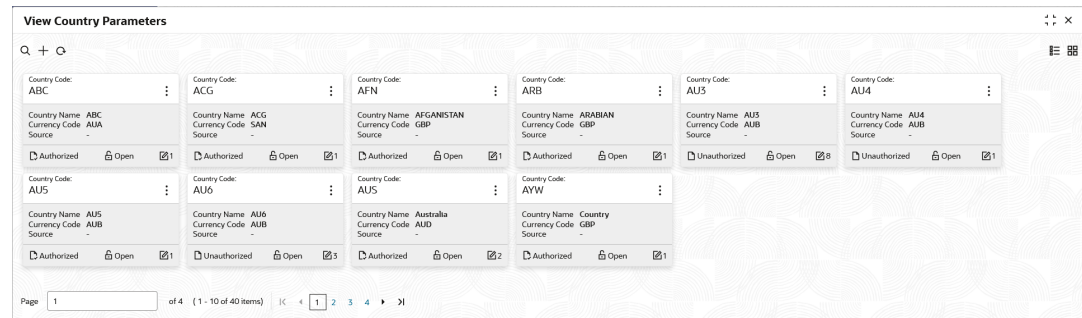 View Country Parameters
Country Code:
ABC
Country Name ABC
Currency Code AUA
Source -
Authorized Open 1
Country Code:
ACG
Country Name ACG
Currency Code SAN
Source -
Authorized Open 1
Country Code:
AFN
Country Name AFGANISTAN
Currency Code GBP
Source -
Authorized Open 1
Country Code:
ARB
Country Name ARABIAN
Currency Code GBP
Source -
Authorized Open 1
Country Code:
AU3
Country Name AU3
Currency Code AUB
Source -
Unauthorized Open 8
Country Code:
AU4
Country Name AU4
Currency Code AUB
Source -
Unauthorized Open 1
Country Code:
AU5
Country Name AU5
Currency Code AUB
Source -
Authorized Open 1
Country Code:
AU6
Country Name AU6
Currency Code AUB
Source -
Unauthorized Open 3
Country Code:
AUS
Country Name Australia
Currency Code AUD
Source -
Authorized Open 2
Country Code:
AYW
Country Name Country
Currency Code GBP
Source -
Authorized Open 1
Page 1 of 4 (1 - 10 of 40 items) 1 2 3 4